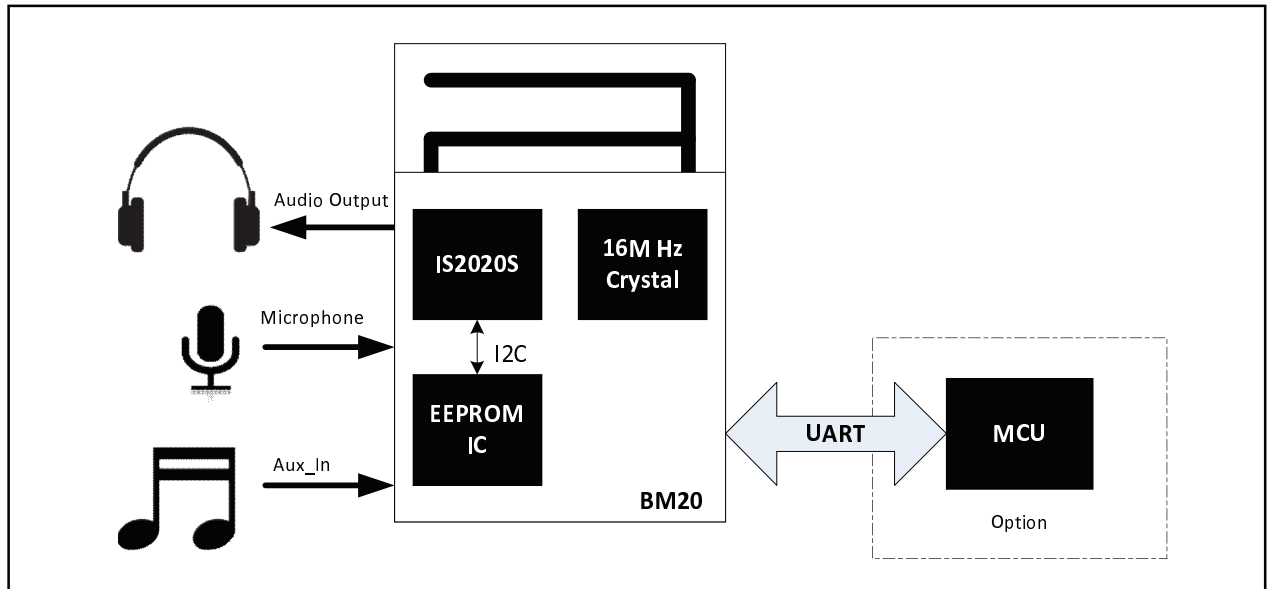 Audio Output
IS2020S
16M Hz
Crystal
Microphone
I2C
EEPROM
IC
UART
MCU
Aux_In
BM20
Option